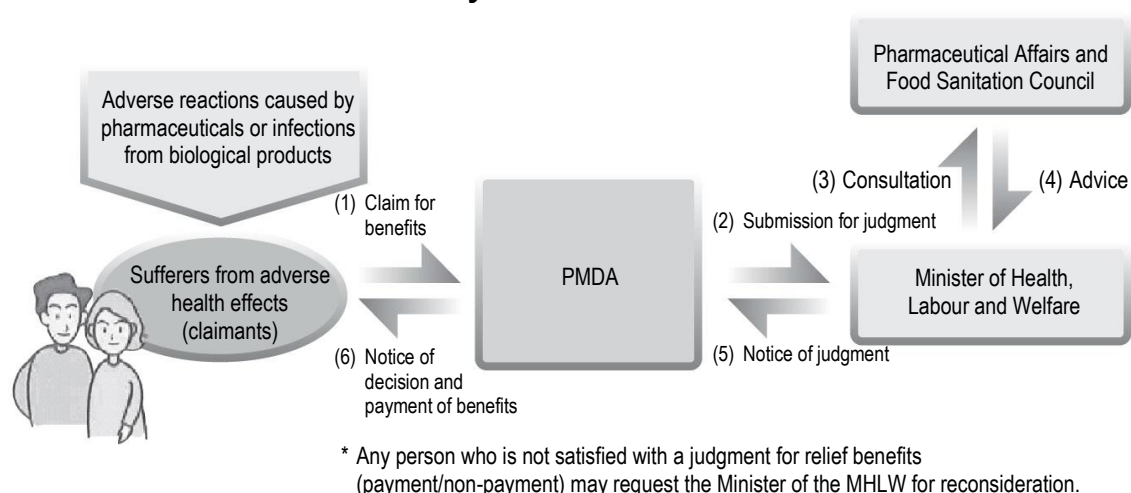 Adverse reactions caused by
pharmaceuticals or infections
from biological products
Sufferers from adverse
health effects
(claimants)
(1) Claim for
benefits
(6) Notice of
decision and
payment of benefits
PMDA
(2) Submission for judgment
(5) Notice of judgment
Pharmaceutical Affairs and
Food Sanitation Council
(3) Consultation
(4) Advice
Minister of Health,
Labour and Welfare
* Any person who is not satisfied with a judgment for relief benefits
(payment/non-payment) may request the Minister of the MHLW for reconsideration.